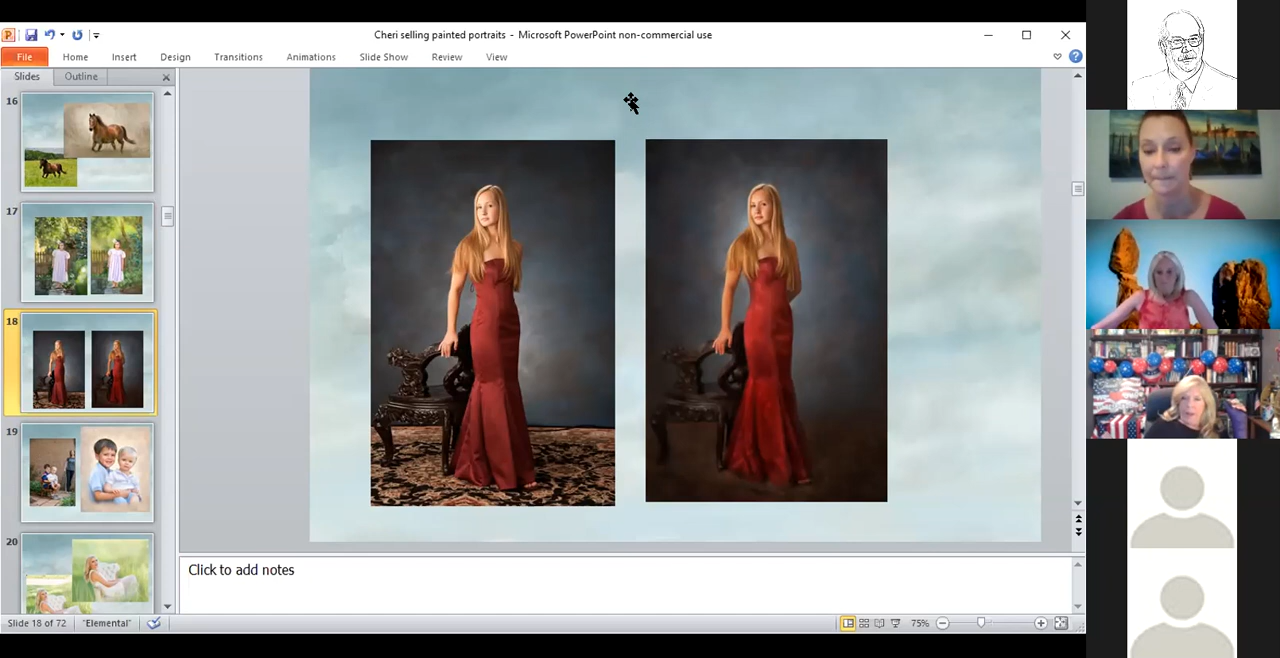 Cheri selling painted portraits - Microsoft PowerPoint non-commercial use
File Home Insert Design Transitions Animations Slide Show Review View
Slides Outline
16
17
18
19
20
Click to add notes
Slide 18 of 72 "Elemental" 75%